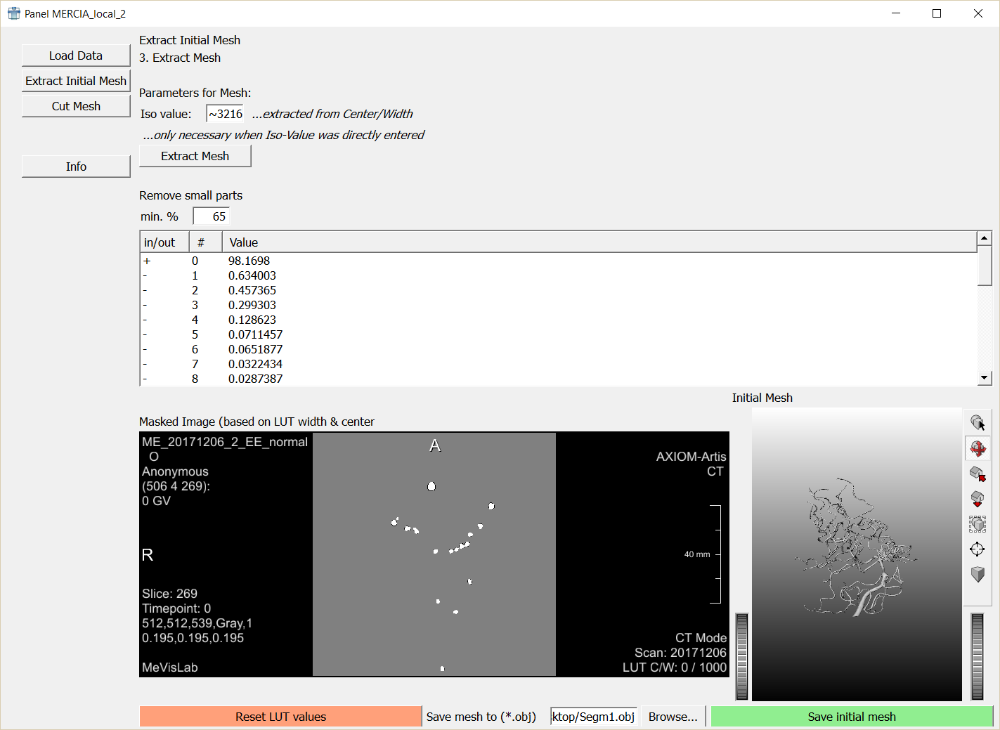 Panel MERCIA_local_2
Load Data
Extract Initial Mesh
Cut Mesh
Info
Extract Initial Mesh
3. Extract Mesh
Parameters for Mesh:
Iso value: ~3216 ...extracted from Center/Width
...only necessary when Iso-Value was directly entered
Extract Mesh
Remove small parts
min. % 65
in/out # Value
+ 0 98.1698
- 1 0.634003
- 2 0.457365
- 3 0.299303
- 4 0.128623
- 5 0.0711457
- 6 0.0651877
- 7 0.0322434
- 8 0.0287387
Masked Image (based on LUT width & center
ME_20171206_2_EE_normal
O
Anonymous
(506 4 269):
0 GV
R
Slice: 269
Timepoint: 0
512,512,539,Gray,1
0.195,0.195,0.195
MeVisLab
A
AXIOM-Artis
CT
40 mm
CT Mode
Scan: 20171206
LUT C/W: 0 / 1000
Initial Mesh
Reset LUT values
Save mesh to (*.obj) ktop/Segm1.obj Browse... Save initial mesh